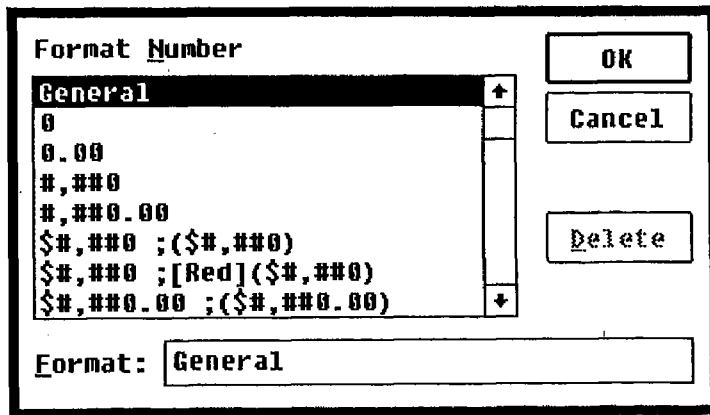 Format Number
OK
General
0
Cancel
0.00
#,##0
#,##0.00
$#,##0 ;($#,##0)
Delete
$#,##0 ;[Red]($#,##0)
$#,##0.00 ;($#,##0.00)
Format: General